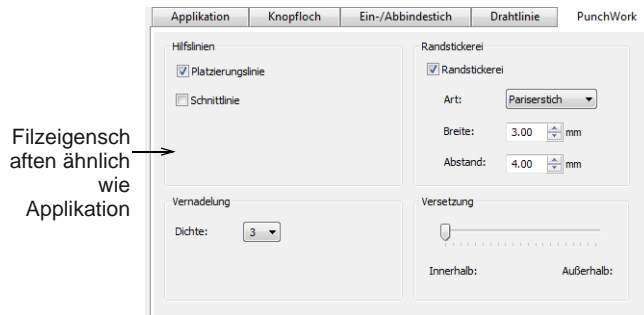 Applikation Knopfloch Ein-/Abbindestich Drahtlinie PunchWork
Hilfslinien
Platzierungslinie
Schnittlinie
Randstickerei
Randstickerei
Art: Pariserstich
Breite: 3.00 mm
Abstand: 4.00 mm
Filzeigensch
aften ähnlich
wie
Applikation
Vernadelung
Dichte: 3
Versetzung
Innerhalb: Außerhalb: